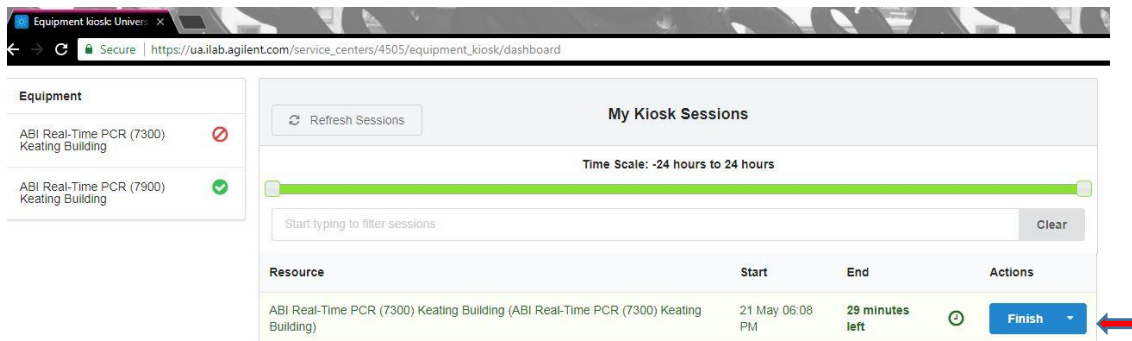 Equipment kiosk: Univers
Secure | https://ua.ilab.agilent.com/service_centers/4505/equipment_kiosk/dashboard
Equipment
ABI Real-Time PCR (7300)
Keating Building
ABI Real-Time PCR (7900)
Keating Building
Refresh Sessions
My Kiosk Sessions
Time Scale: -24 hours to 24 hours
Start typing to filter sessions
Clear
Resource Start End Actions
ABI Real-Time PCR (7300) Keating Building (ABI Real-Time PCR (7300) Keating
Building)
21 May 06:08
PM
29 minutes
left
Finish